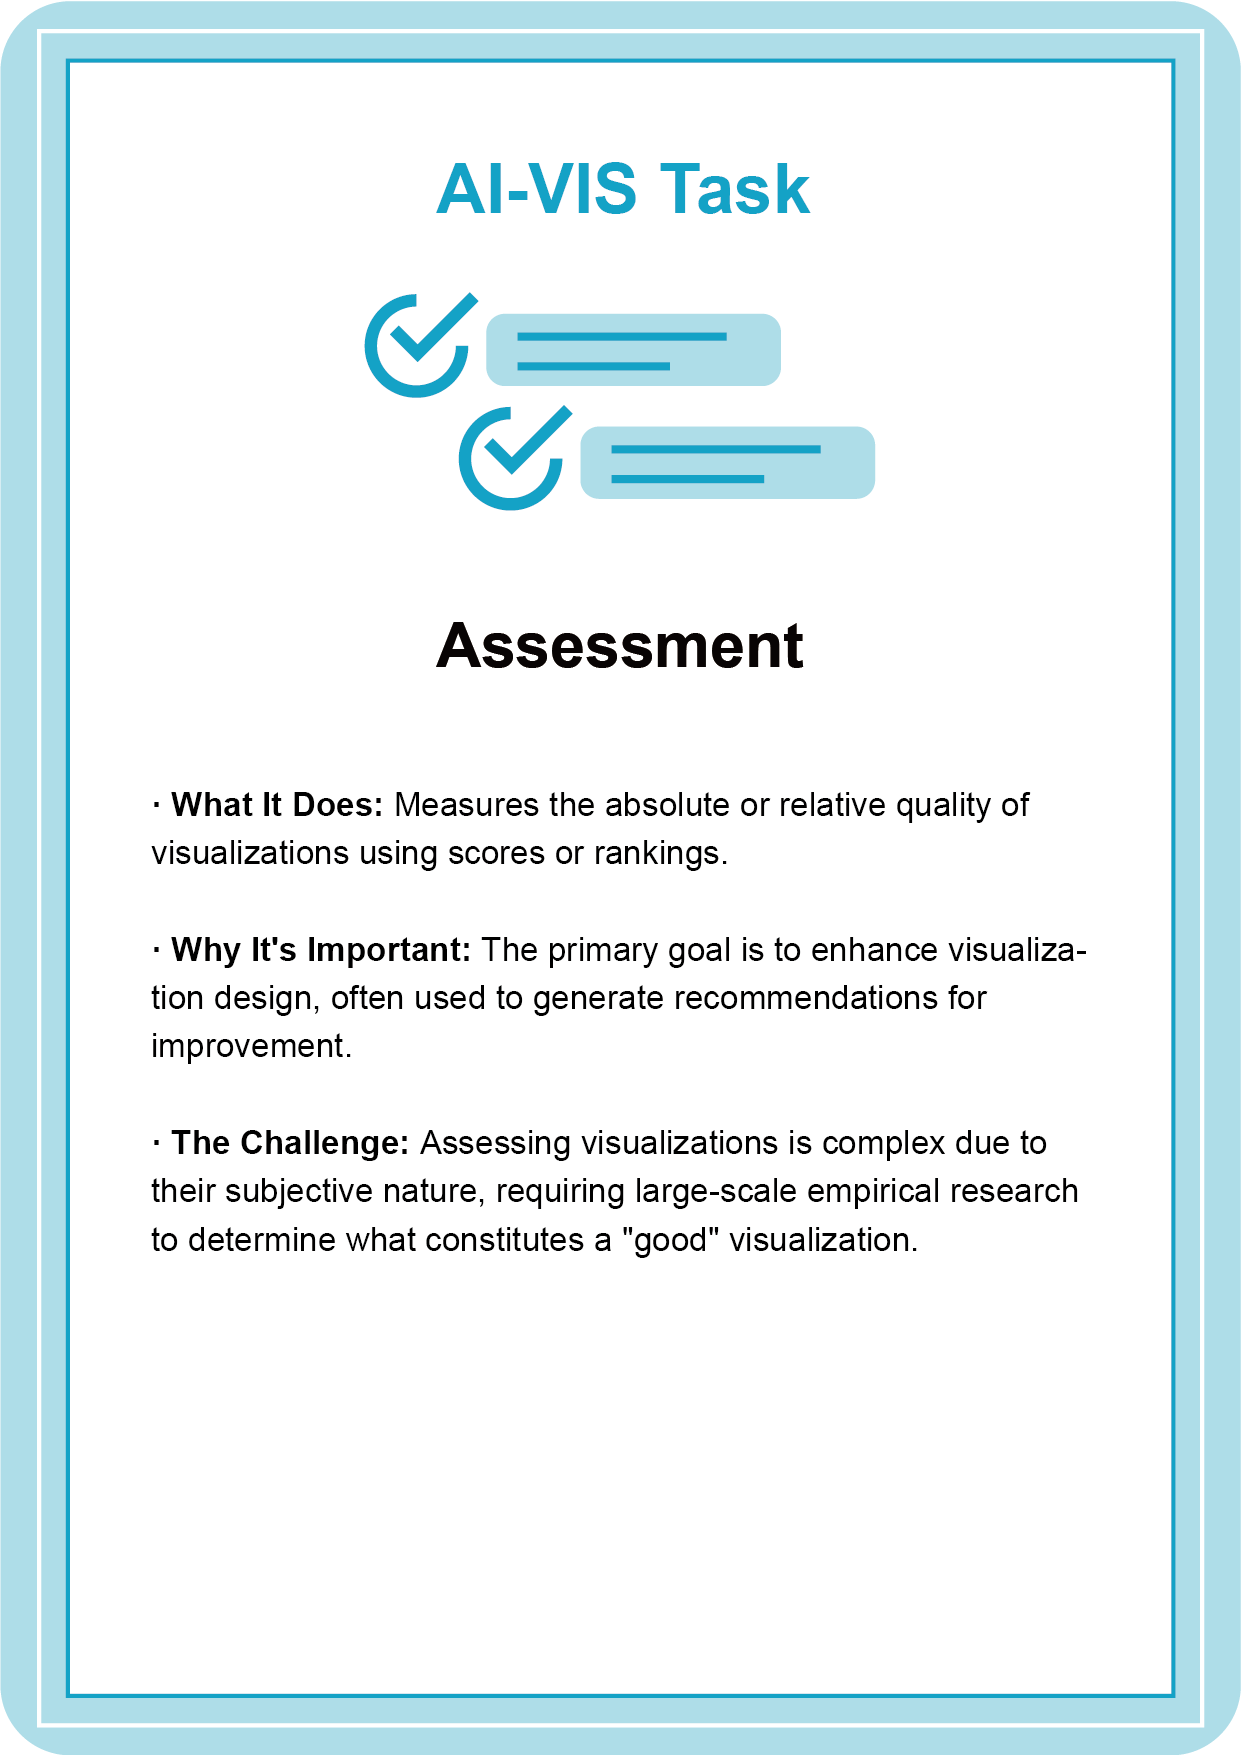 AI-VIS Task
Assessment
· What It Does: Measures the absolute or relative quality of
visualizations using scores or rankings.
· Why It's Important: The primary goal is to enhance visualiza-
tion design, often used to generate recommendations for
improvement.
· The Challenge: Assessing visualizations is complex due to
their subjective nature, requiring large-scale empirical research
to determine what constitutes a "good" visualization.